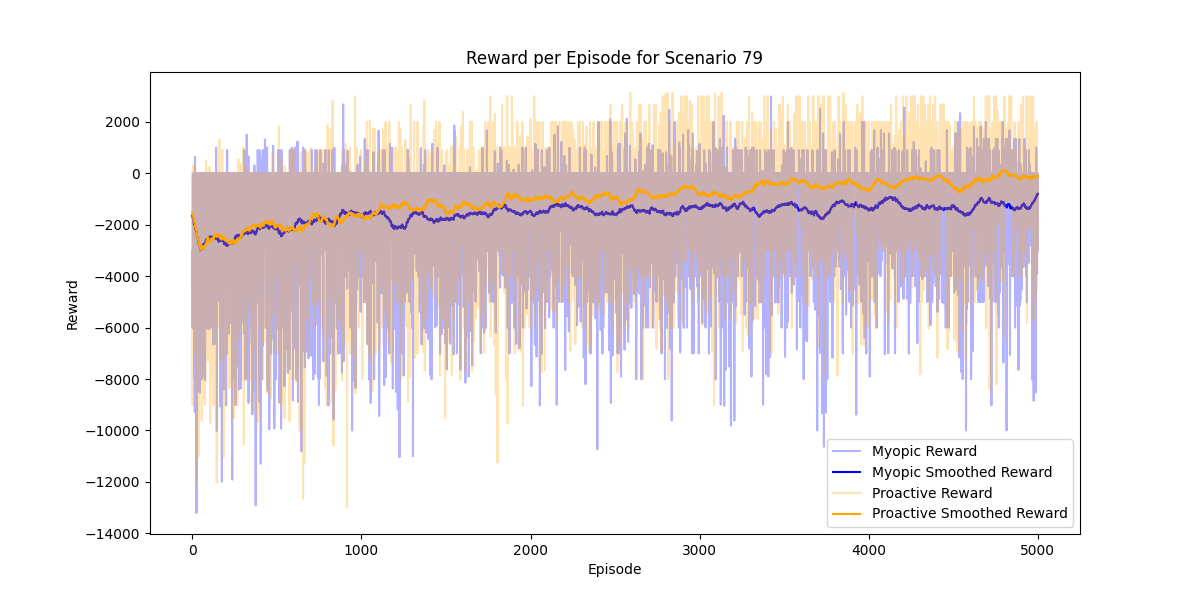 Reward per Episode for Scenario 79
2000
0
−2000
−4000
−6000
−8000
−10000
−12000
−14000
Reward
0 1000 2000 3000 4000 5000
Episode
Myopic Reward
Myopic Smoothed Reward
Proactive Reward
Proactive Smoothed Reward